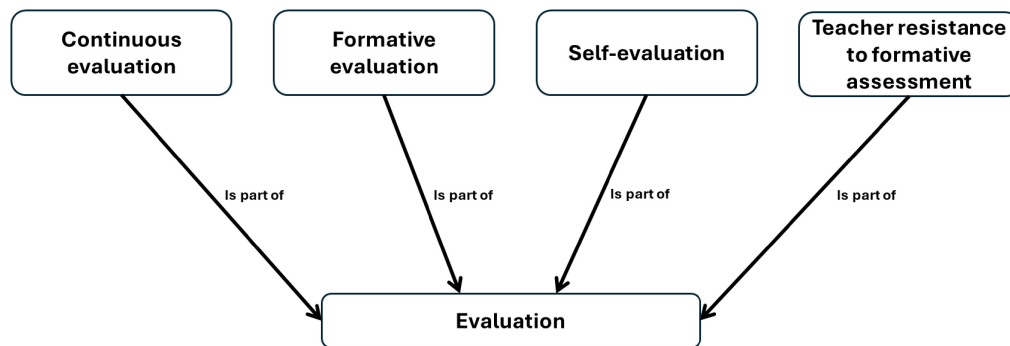 Continuous
evaluation
Formative
evaluation
Self-evaluation
Teacher resistance
to formative
assessment
Is part of
Is part of
Is part of
Is part of
Evaluation